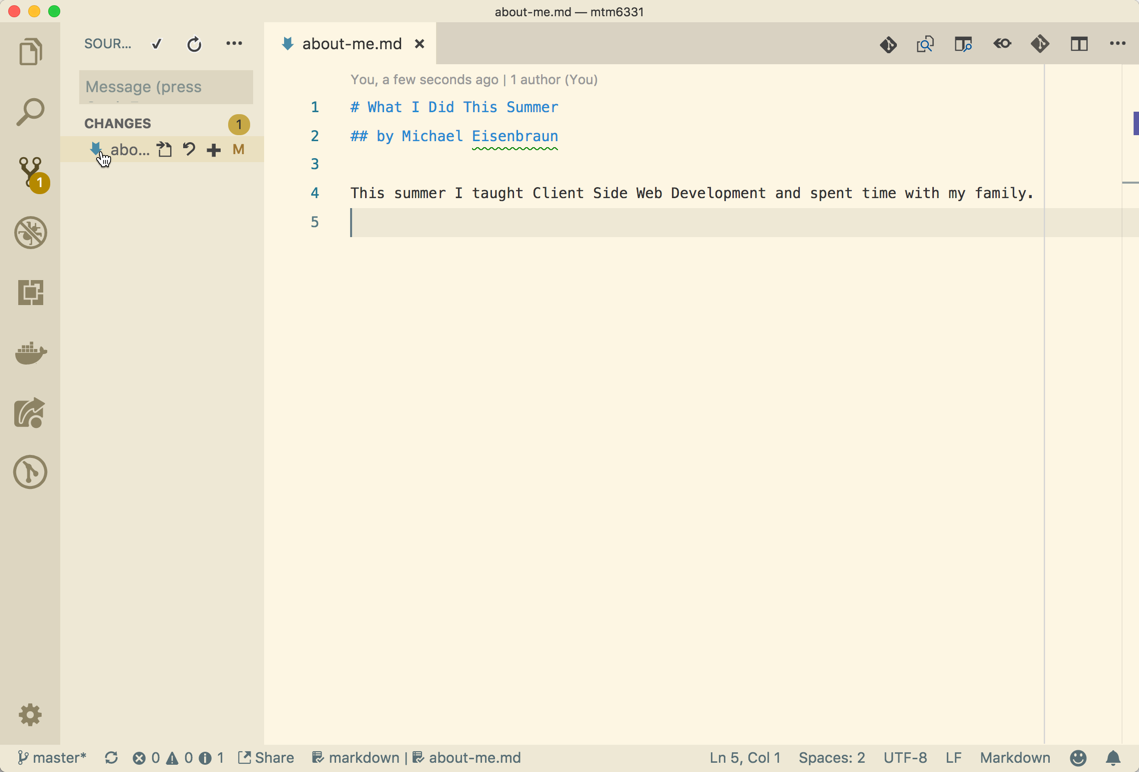 about-me.md — mtm6331
SOUR...
about-me.md
Message (press
You, a few seconds ago | 1 author (You)
1 # What I Did This Summer
CHANGES 1
2 ## by Michael Eisenbraun
abo... M
3
1
4 This summer I taught Client Side Web Development and spent time with my family.
5
master* 0 0 1 Share markdown | about-me.md Ln 5, Col 1 Spaces: 2 UTF-8 LF Markdown